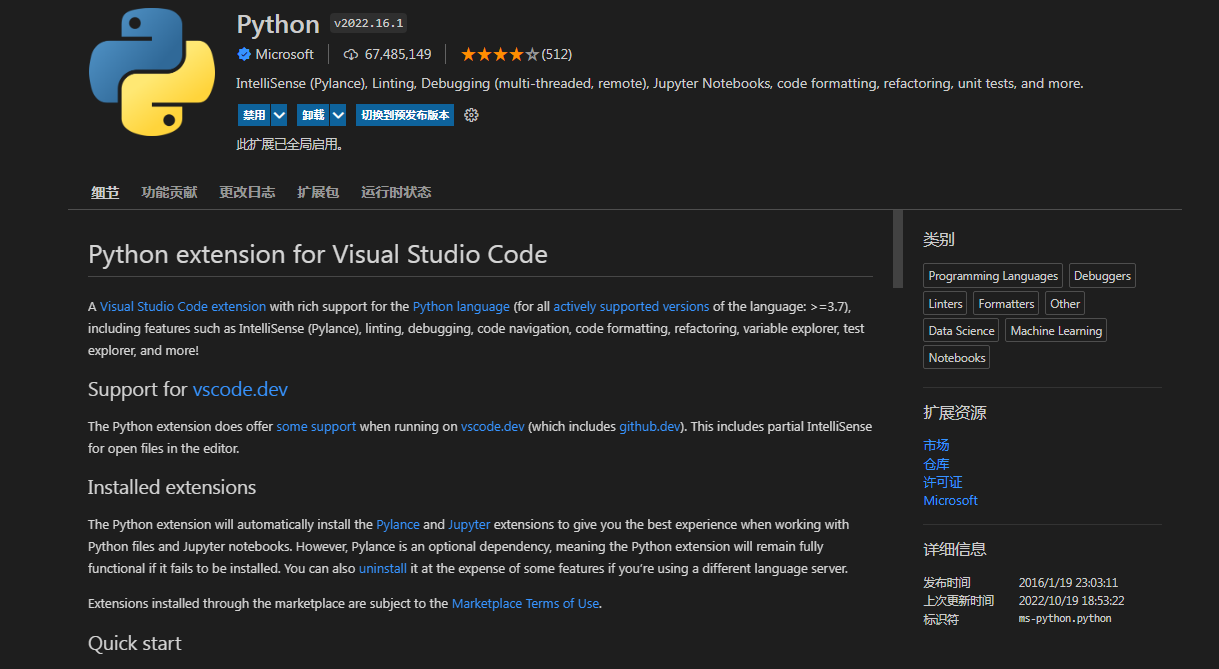 Python v2022.16.1
Microsoft 67,485,149 (512)
IntelliSense (Pylance), Linting, Debugging (multi-threaded, remote), Jupyter Notebooks, code formatting, refactoring, unit tests, and more.
禁用 卸载 切换到预发布版本
此扩展已全局启用。
细节 功能贡献 更改日志 扩展包 运行时状态
Python extension for Visual Studio Code
A Visual Studio Code extension with rich support for the Python language (for all actively supported versions of the language: >=3.7),
including features such as IntelliSense (Pylance), linting, debugging, code navigation, code formatting, refactoring, variable explorer, test
explorer, and more!
Support for vscode.dev
The Python extension does offer some support when running on vscode.dev (which includes github.dev). This includes partial IntelliSense
for open files in the editor.
Installed extensions
The Python extension will automatically install the Pylance and Jupyter extensions to give you the best experience when working with
Python files and Jupyter notebooks. However, Pylance is an optional dependency, meaning the Python extension will remain fully
functional if it fails to be installed. You can also uninstall it at the expense of some features if you're using a different language server.
Extensions installed through the marketplace are subject to the Marketplace Terms of Use.
Quick start
类别
Programming Languages Debuggers
Linters Formatters Other
Data Science Machine Learning
Notebooks
扩展资源
市场
仓库
许可证
Microsoft
详细信息
发布时间 2016/1/19 23:03:11
上次更新时间 2022/10/19 18:53:22
标识符 ms-python.python